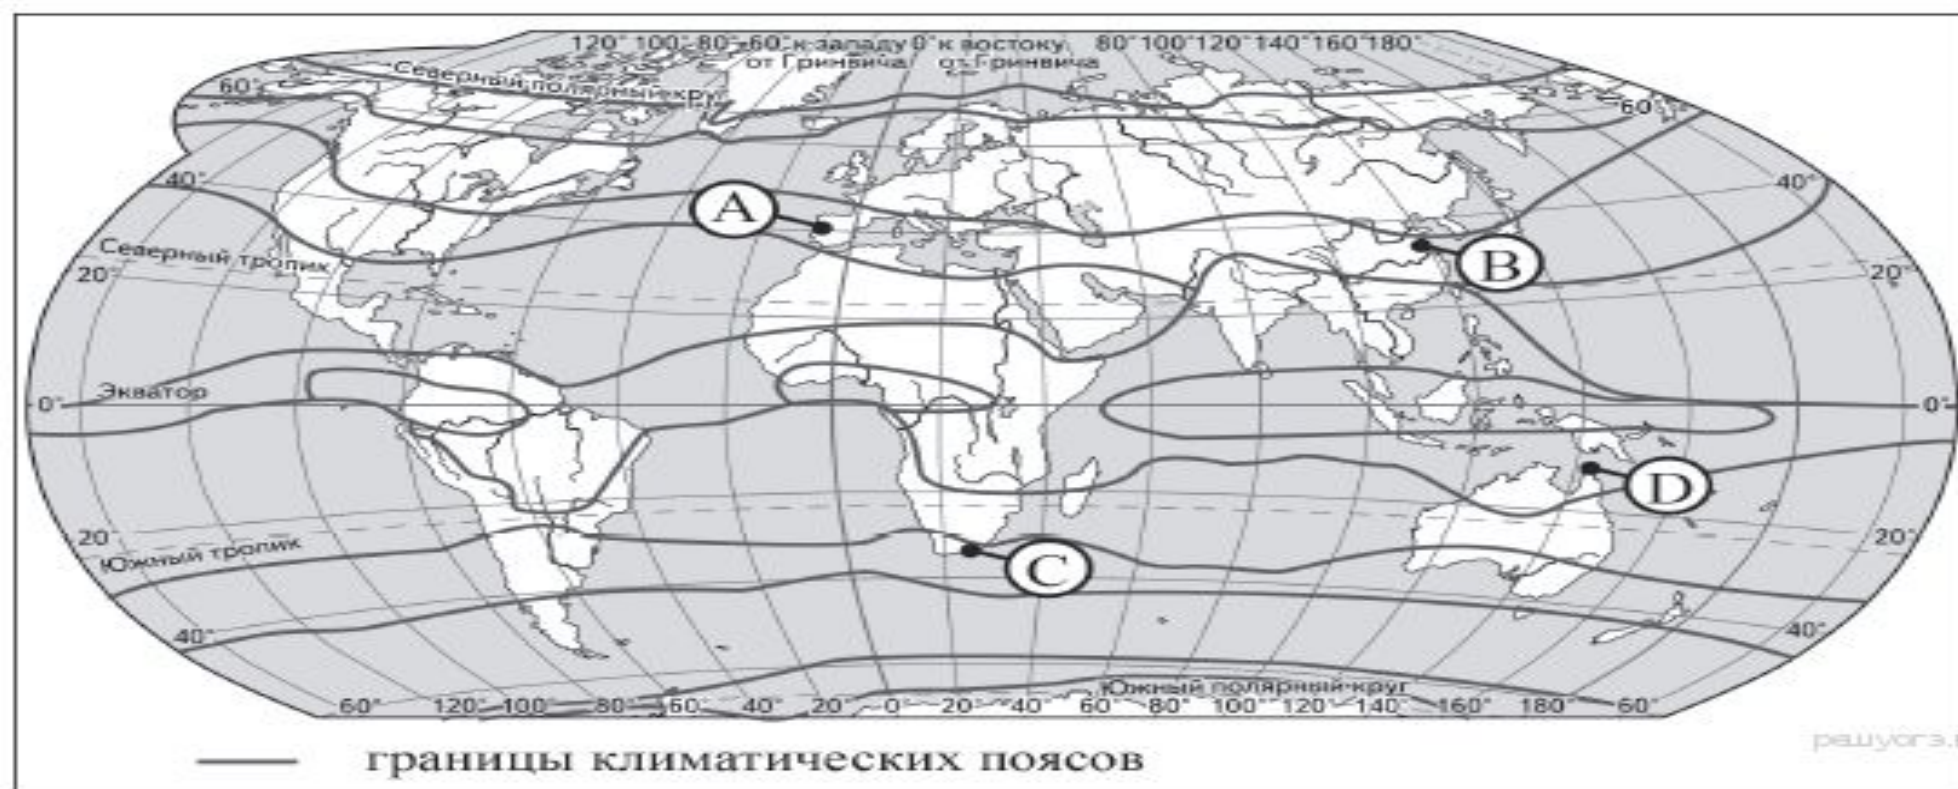 120° 100° 80° 60° к западу 0° к востоку 80° 100° 120° 140° 160° 180°
от Гринвича от Гринвича
Северный полярный круг
60° 60°
A
40° 40°
B
Северный тропик
20° 20°
Экватор
0° 0°
D
20 20°
Южный тропик
C
40° 40°
Южный полярный круг
60° 120° 100° 80° 60° 40° 20° 0° 20° 40° 60° 80° 100° 120° 140° 160° 180° 60°
решуогэ.
границы климатических поясов